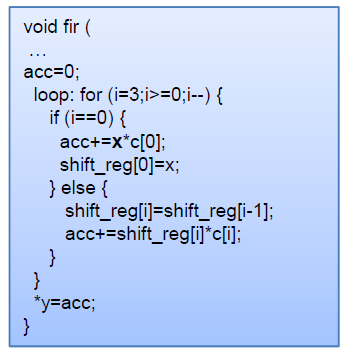 void fir (
…
acc=0;
loop: for (i=3;i>=0;i--) {
if (i==0) {
acc+=x*c[0];
shift_reg[0]=x;
} else {
shift_reg[i]=shift_reg[i-1];
acc+=shift_reg[i]*c[i];
}
}
*y=acc;
}